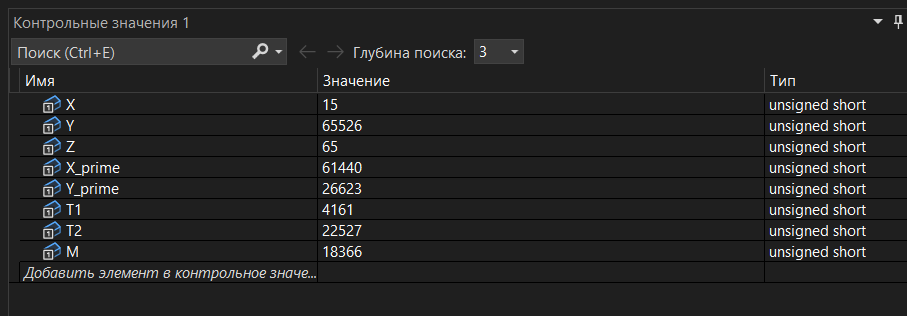 Контрольные значения 1
Поиск (Ctrl+E) Глубина поиска: 3
Имя Значение Тип
X 15 unsigned short
Y 65526 unsigned short
Z 65 unsigned short
X_prime 61440 unsigned short
Y_prime 26623 unsigned short
T1 4161 unsigned short
T2 22527 unsigned short
M 18366 unsigned short
Добавить элемент в контрольное значе...